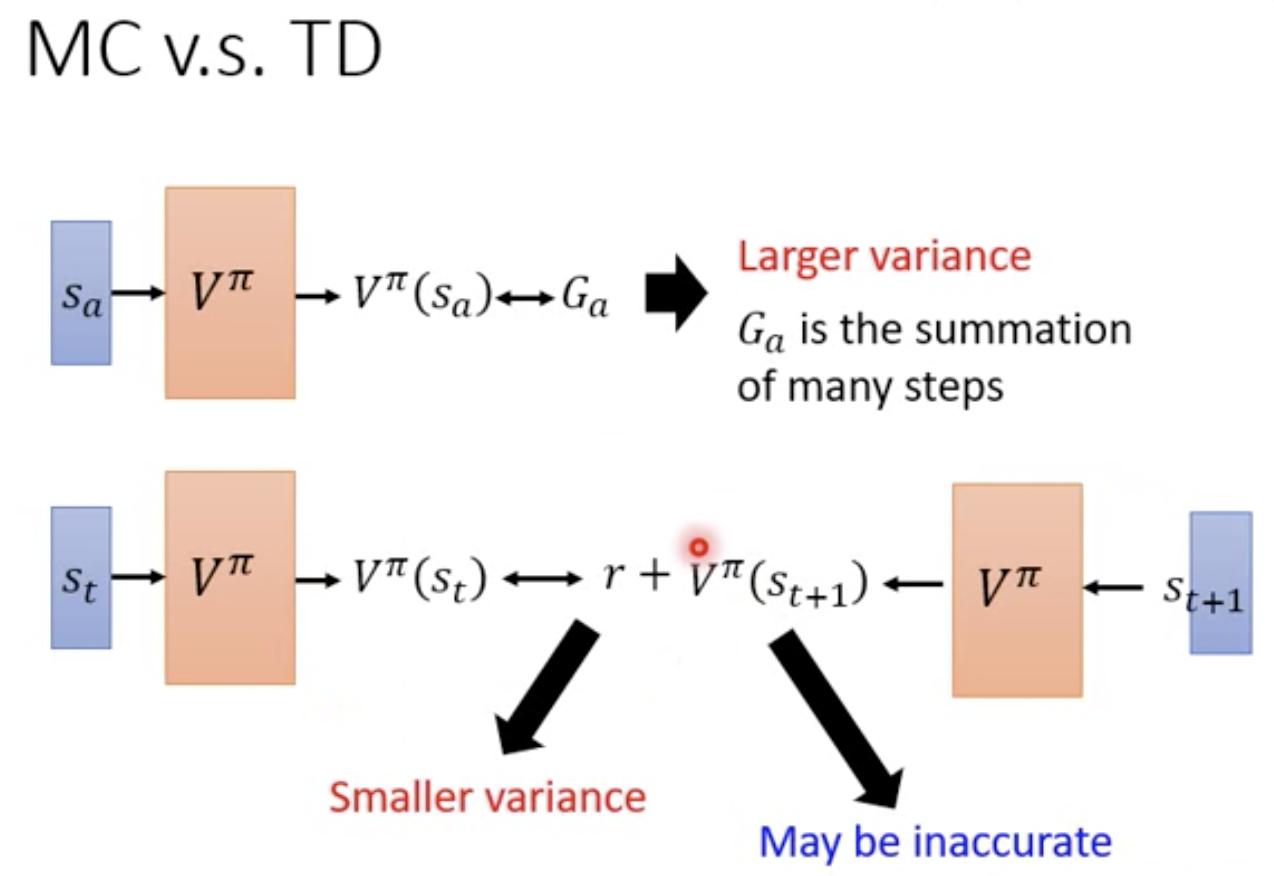 MC v.s. TD
s_a → V^π → V^π(s_a) ↔ G_a
Larger variance
G_a is the summation
of many steps
s_t → V^π → V^π(s_t) ↔ r + V^π(s_{t+1}) ← V^π ← s_{t+1}
Smaller variance
May be inaccurate